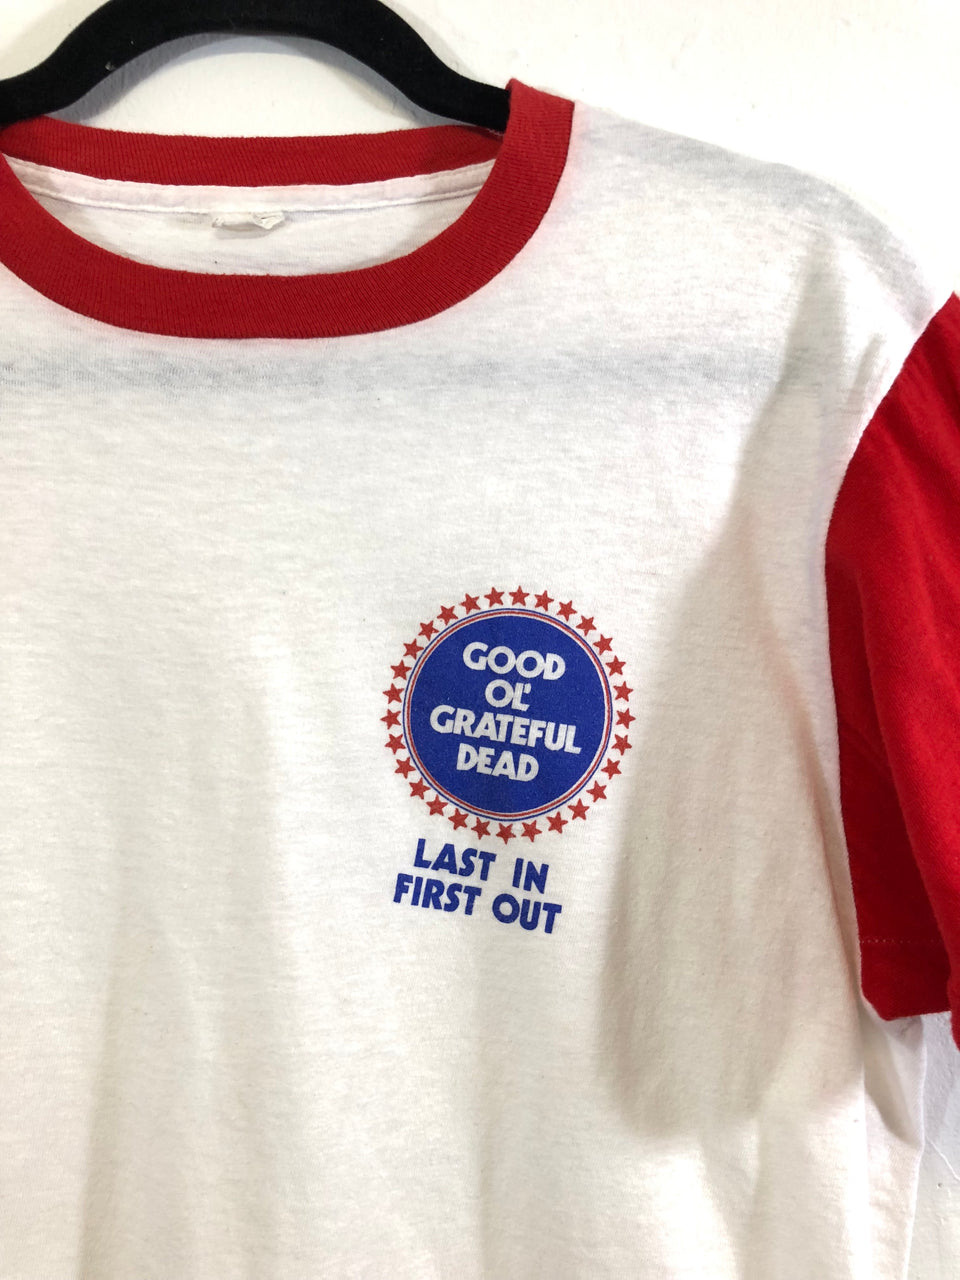 GOOD
OL'
GRATEFUL
DEAD
LAST IN
FIRST OUT